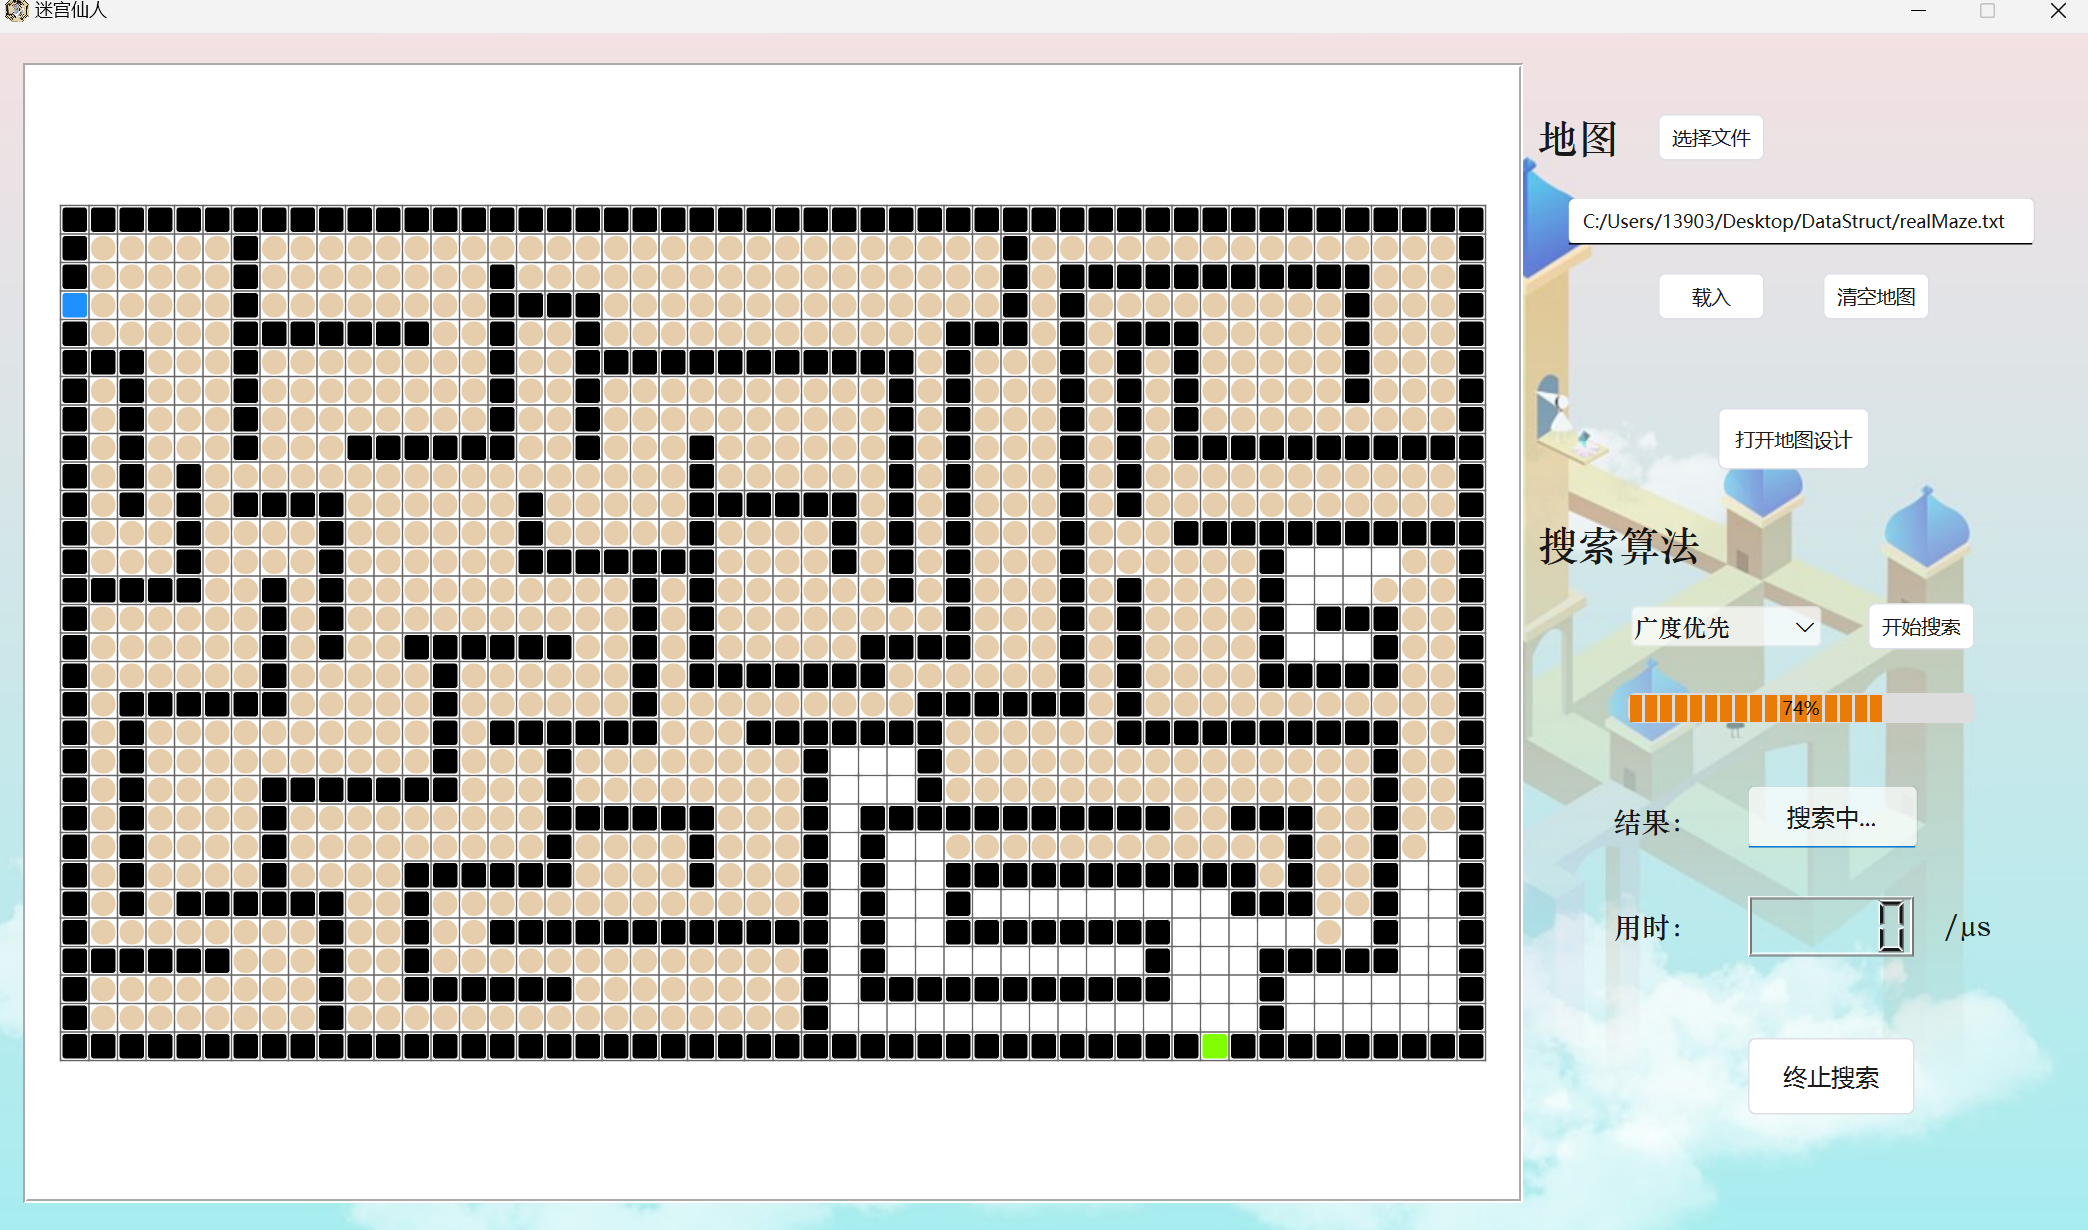 迷宫仙人
地图
选择文件
C:/Users/13903/Desktop/DataStruct/realMaze.txt
载入
清空地图
打开地图设计
搜索算法
广度优先
开始搜索
74%
结果：
搜索中...
用时：
0
/μs
终止搜索